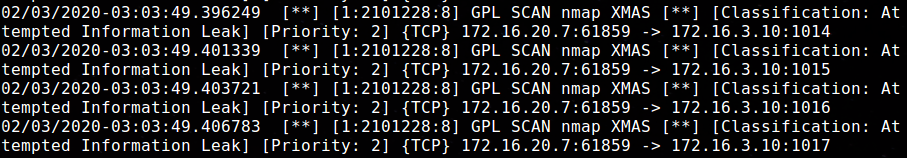 02/03/2020-03:03:49.396249  [**] [1:2101228:8] GPL SCAN nmap XMAS [**] [Classification: At
tempted Information Leak] [Priority: 2] {TCP} 172.16.20.7:61859 -> 172.16.3.10:1014
02/03/2020-03:03:49.401339  [**] [1:2101228:8] GPL SCAN nmap XMAS [**] [Classification: At
tempted Information Leak] [Priority: 2] {TCP} 172.16.20.7:61859 -> 172.16.3.10:1015
02/03/2020-03:03:49.403721  [**] [1:2101228:8] GPL SCAN nmap XMAS [**] [Classification: At
tempted Information Leak] [Priority: 2] {TCP} 172.16.20.7:61859 -> 172.16.3.10:1016
02/03/2020-03:03:49.406783  [**] [1:2101228:8] GPL SCAN nmap XMAS [**] [Classification: At
tempted Information Leak] [Priority: 2] {TCP} 172.16.20.7:61859 -> 172.16.3.10:1017